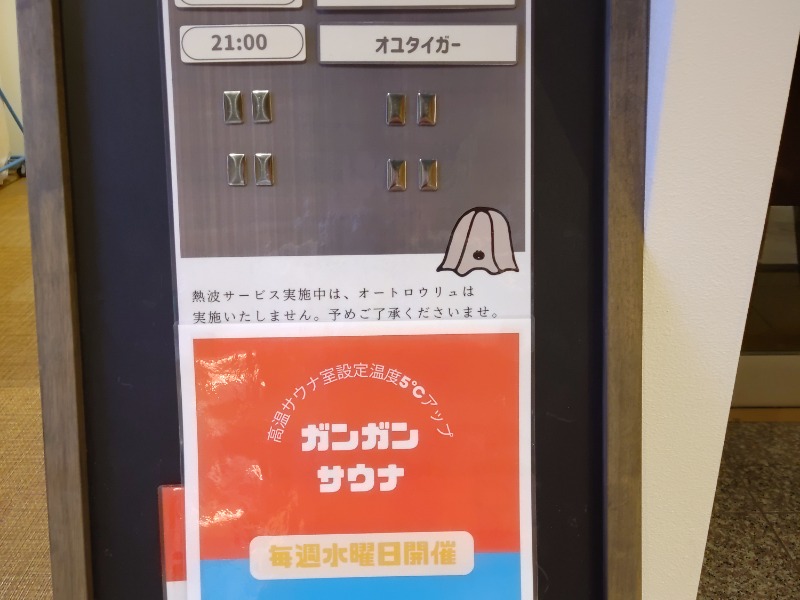 21:00 オユタイガー
熱波サービス実施中は、オートロウリュは
実施いたしません。予めご了承くださいませ。
高温サウナ室設定温度5℃アップ
ガンガン
サウナ
毎週水曜日開催